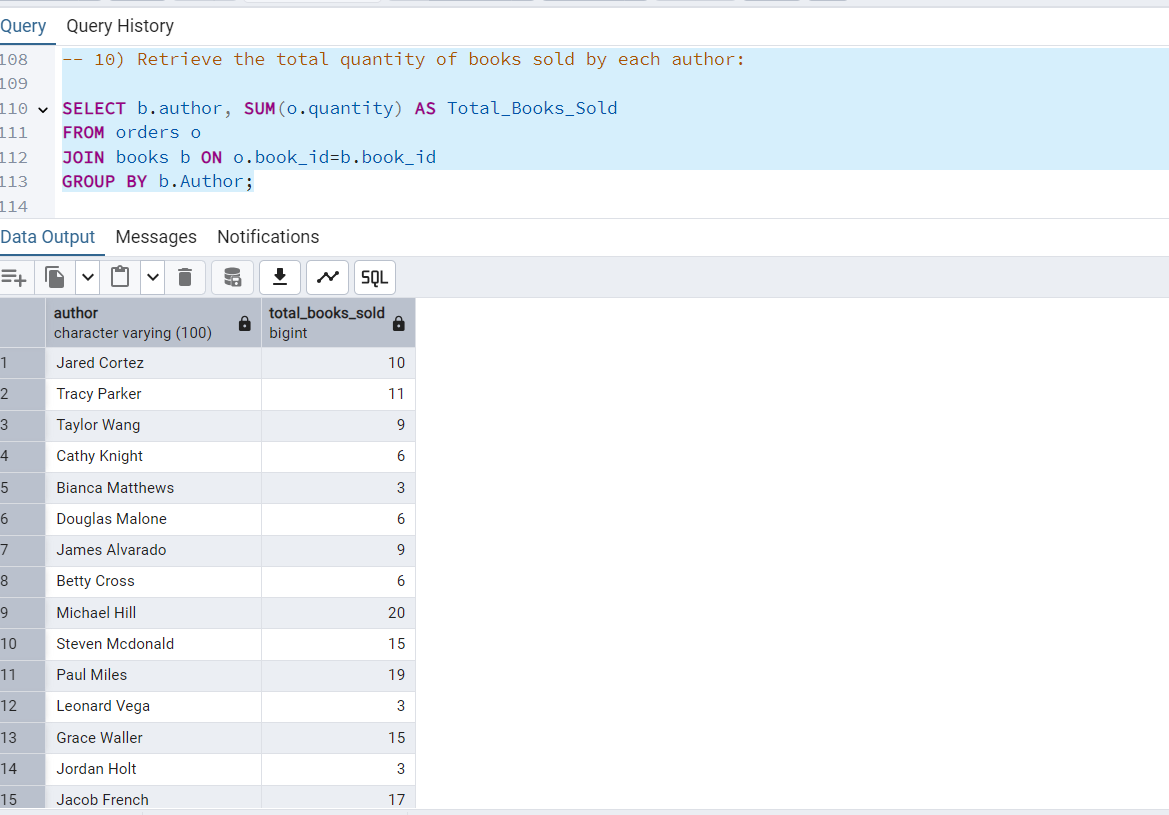 Query Query History
108 -- 10) Retrieve the total quantity of books sold by each author:
109
110 SELECT b.author, SUM(o.quantity) AS Total_Books_Sold
111 FROM orders o
112 JOIN books b ON o.book_id=b.book_id
113 GROUP BY b.Author;
114
Data Output Messages Notifications
SQL
author total_books_sold
character varying (100) bigint
1 Jared Cortez 10
2 Tracy Parker 11
3 Taylor Wang 9
4 Cathy Knight 6
5 Bianca Matthews 3
6 Douglas Malone 6
7 James Alvarado 9
8 Betty Cross 6
9 Michael Hill 20
10 Steven Mcdonald 15
11 Paul Miles 19
12 Leonard Vega 3
13 Grace Waller 15
14 Jordan Holt 3
15 Jacob French 17